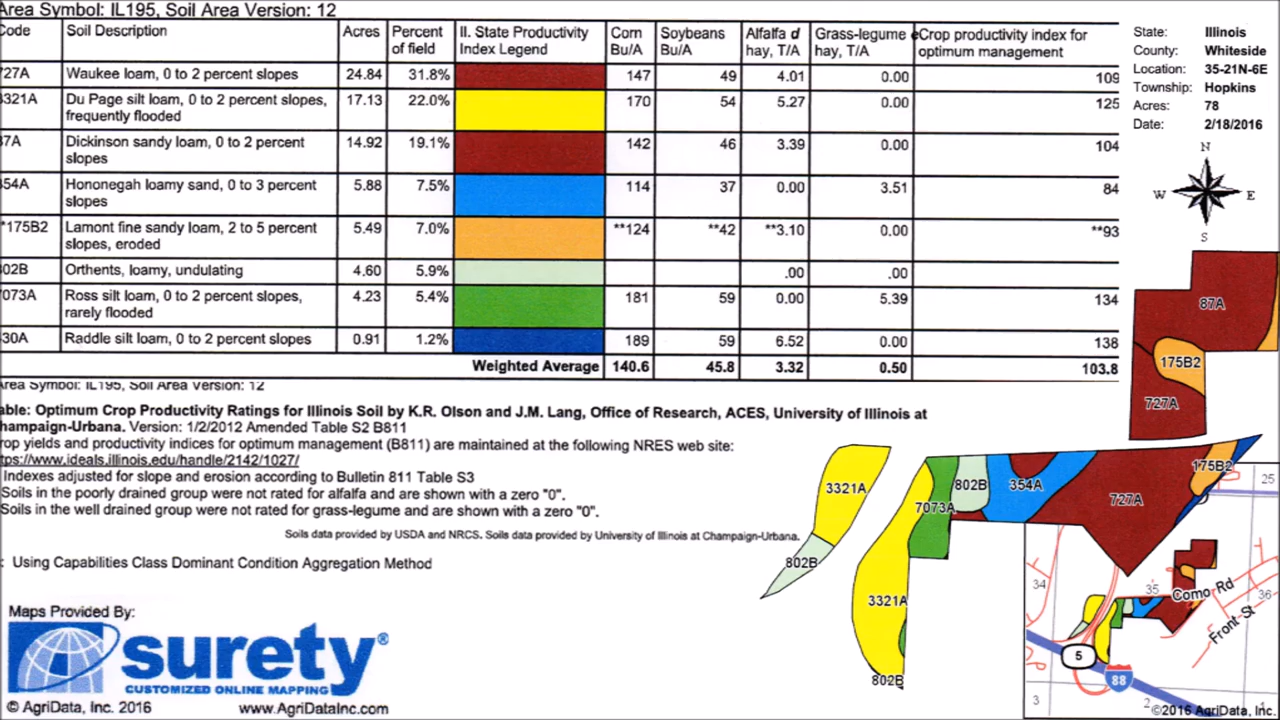 Area Symbol: IL195, Soil Area Version: 12
Code Soil Description Acres Percent of field II. State Productivity Index Legend Corn Bu/A Soybeans Bu/A Alfalfa d hay, T/A Grass-legume e hay, T/A Crop productivity index for optimum management
727A Waukee loam, 0 to 2 percent slopes 24.84 31.8% 147 49 4.01 0.00 109
3321A Du Page silt loam, 0 to 2 percent slopes, frequently flooded 17.13 22.0% 170 54 5.27 0.00 125
87A Dickinson sandy loam, 0 to 2 percent slopes 14.92 19.1% 142 46 3.39 0.00 104
354A Hononegah loamy sand, 0 to 3 percent slopes 5.88 7.5% 114 37 0.00 3.51 84
**175B2 Lamont fine sandy loam, 2 to 5 percent slopes, eroded 5.49 7.0% **124 **42 **3.10 0.00 **93
802B Orthents, loamy, undulating 4.60 5.9% .00 .00
7073A Ross silt loam, 0 to 2 percent slopes, rarely flooded 4.23 5.4% 181 59 0.00 5.39 134
430A Raddle silt loam, 0 to 2 percent slopes 0.91 1.2% 189 59 6.52 0.00 138
Weighted Average 140.6 45.8 3.32 0.50 103.8
Area Symbol: IL195, Soil Area Version: 12
Table: Optimum Crop Productivity Ratings for Illinois Soil by K.R. Olson and J.M. Lang, Office of Research, ACES, University of Illinois at
Champaign-Urbana. Version: 1/2/2012 Amended Table S2 B811
Crop yields and productivity indices for optimum management (B811) are maintained at the following NRES web site:
https://www.ideals.illinois.edu/handle/2142/1027/
Indexes adjusted for slope and erosion according to Bulletin 811 Table S3
Soils in the poorly drained group were not rated for alfalfa and are shown with a zero "0".
Soils in the well drained group were not rated for grass-legume and are shown with a zero "0".
Soils data provided by USDA and NRCS. Soils data provided by University of Illinois at Champaign-Urbana.
: Using Capabilities Class Dominant Condition Aggregation Method
Maps Provided By:
surety®
CUSTOMIZED ONLINE MAPPING
© AgriData, Inc. 2016 www.AgriDataInc.com
State: Illinois
County: Whiteside
Location: 35-21N-6E
Township: Hopkins
Acres: 78
Date: 2/18/2016
N
W E
S
87A
175B2
727A
3321A
802B
3321A
802B
7073A
802B
354A
727A
175B2
25
34
35
36
Como Rd
Front St
5
88
3
2
©2016 AgriData, Inc.